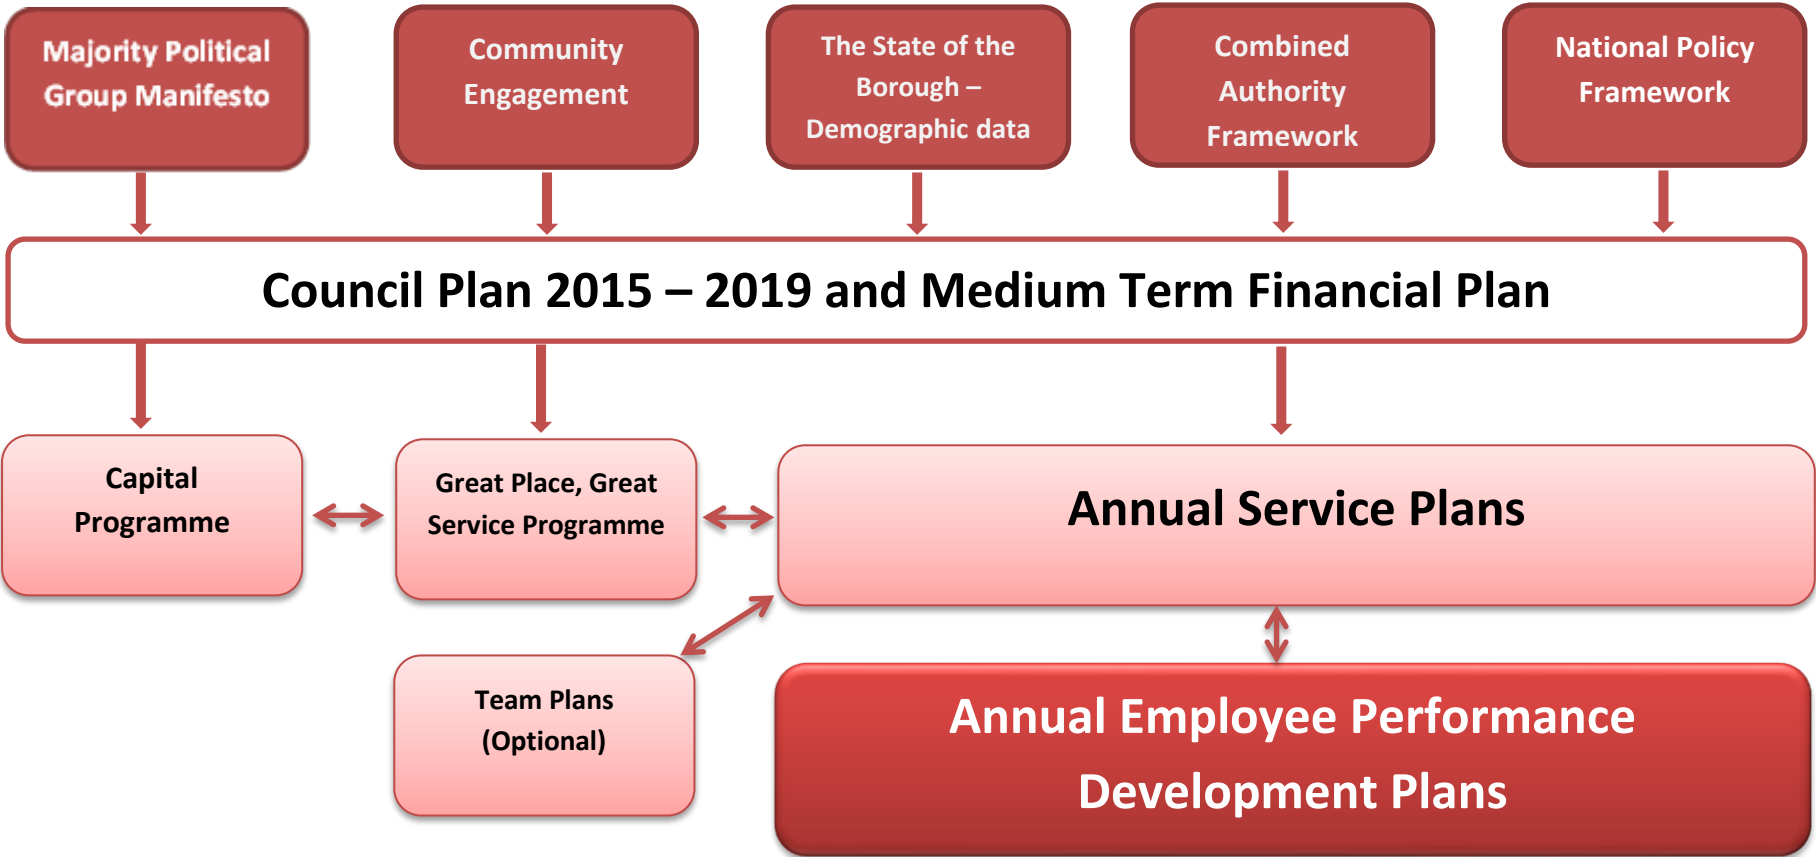 Majority Political
Group Manifesto
Community
Engagement
The State of the
Borough –
Demographic data
Combined
Authority
Framework
National Policy
Framework
Council Plan 2015 – 2019 and Medium Term Financial Plan
Capital
Programme
Great Place, Great
Service Programme
Annual Service Plans
Team Plans
(Optional)
Annual Employee Performance
Development Plans